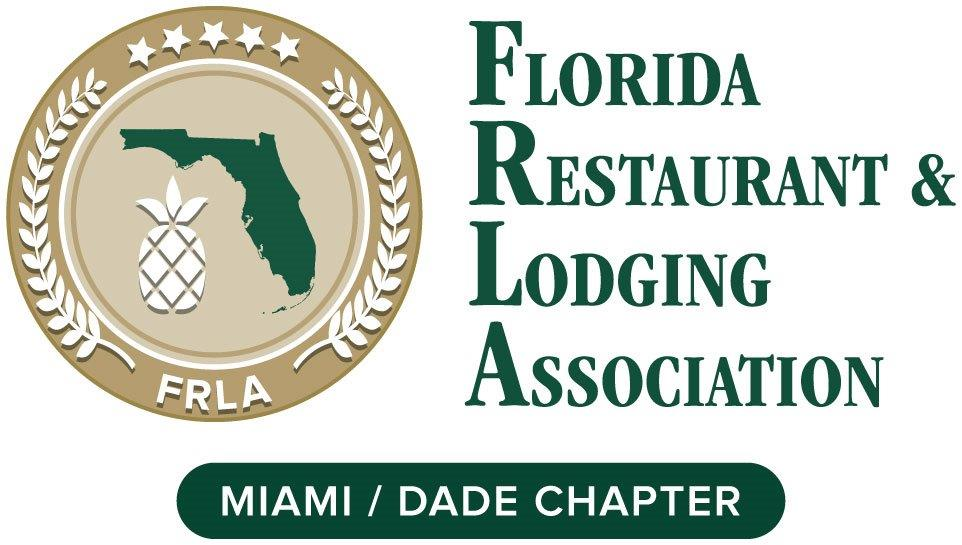 FRLA
FLORIDA
RESTAURANT &
LODGING
ASSOCIATION
MIAMI / DADE CHAPTER